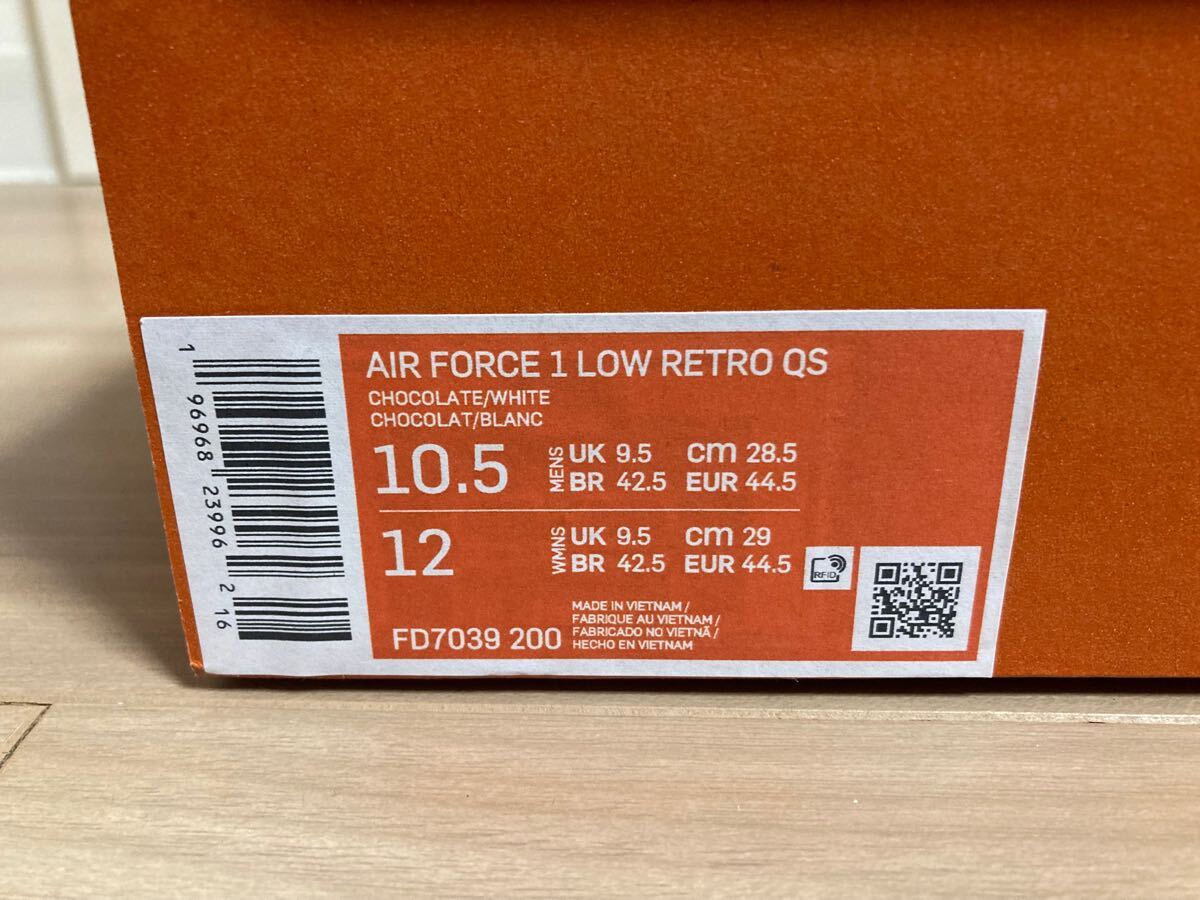 AIR FORCE 1 LOW RETRO QS
CHOCOLATE/WHITE
CHOCOLAT/BLANC
10.5 MENS UK 9.5 cm 28.5
BR 42.5 EUR 44.5
12 WMNS UK 9.5 cm 29
BR 42.5 EUR 44.5
RFID
FD7039 200
MADE IN VIETNAM /
FABRIQUE AU VIETNAM /
FABRICADO NO VIETNÃ /
HECHO EN VIETNAM
1 96968 23996 2 16